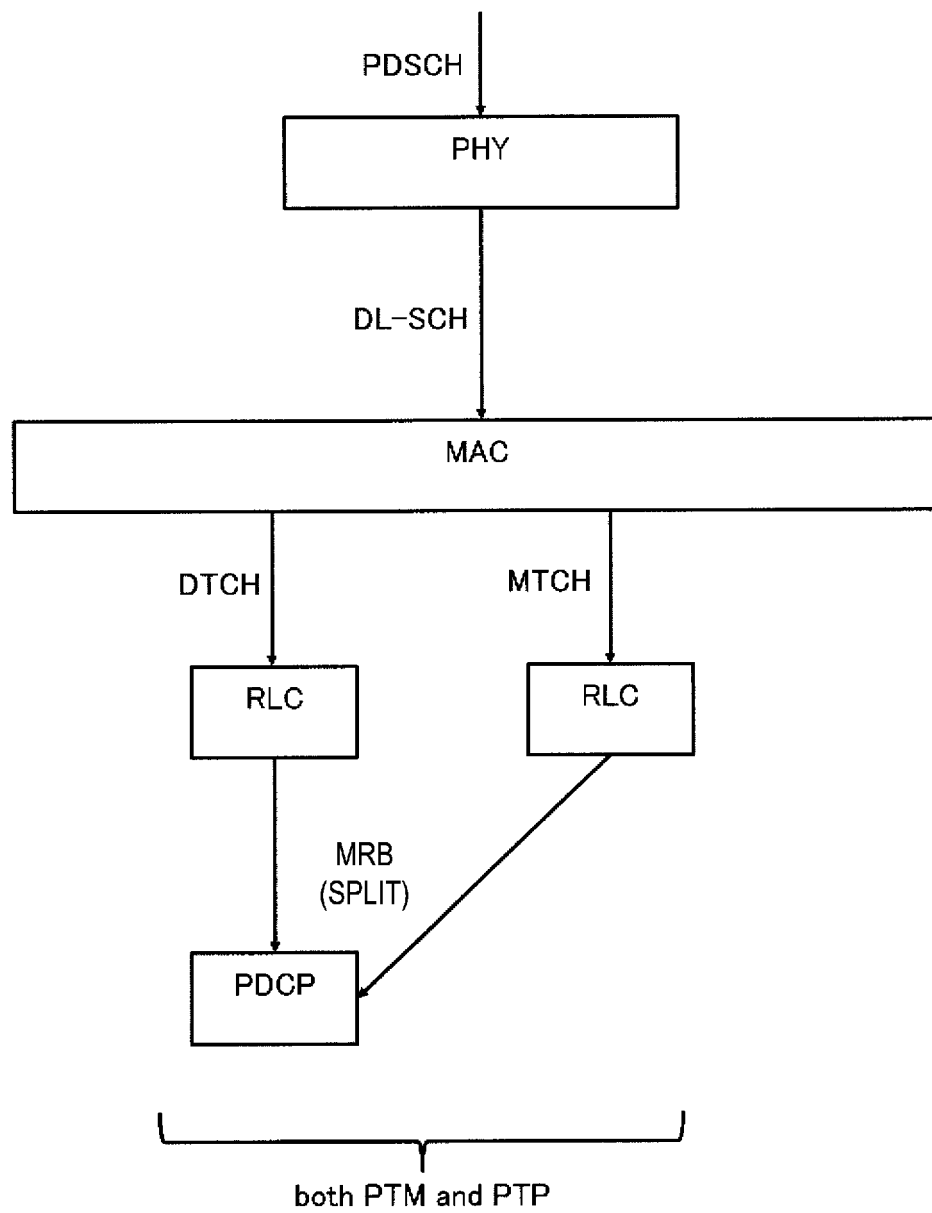 PDSCH
PHY
DL-SCH
MAC
DTCH
MTCH
RLC
RLC
MRB
(SPLIT)
PDCP
both PTM and PTP